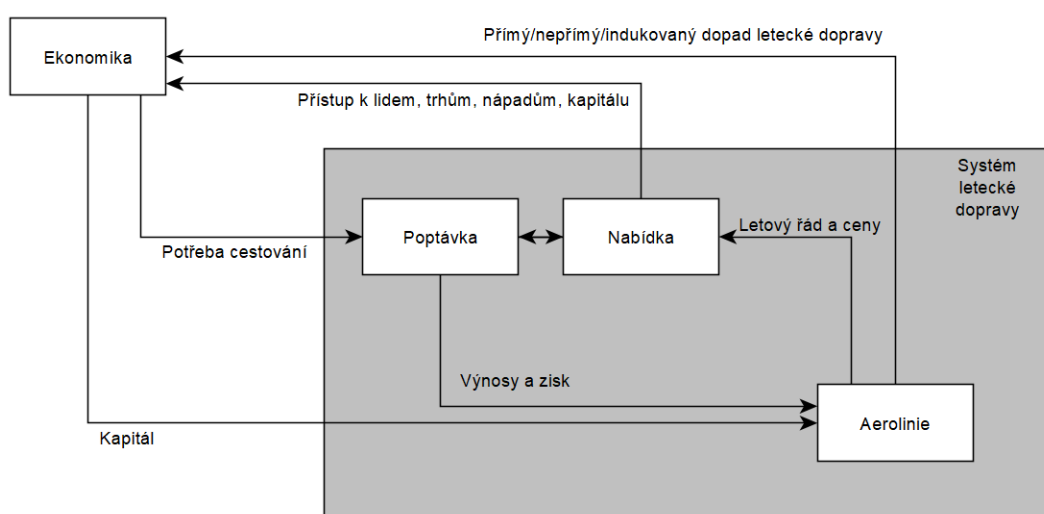 Přímý/nepřímý/indukovaný dopad letecké dopravy
Ekonomika
Přístup k lidem, trhům, nápadům, kapitálu
Systém
letecké
dopravy
Poptávka
Nabídka
Letový řád a ceny
Potřeba cestování
Výnosy a zisk
Aerolinie
Kapitál